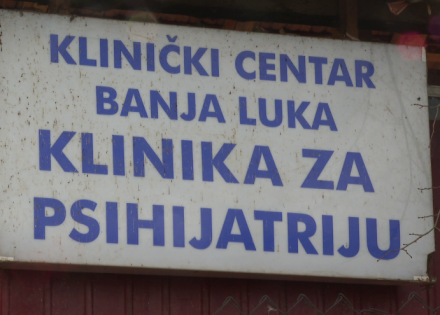 KLINIČKI CENTAR
BANJA LUKA
KLINIKA ZA
PSIHIJATRIJU